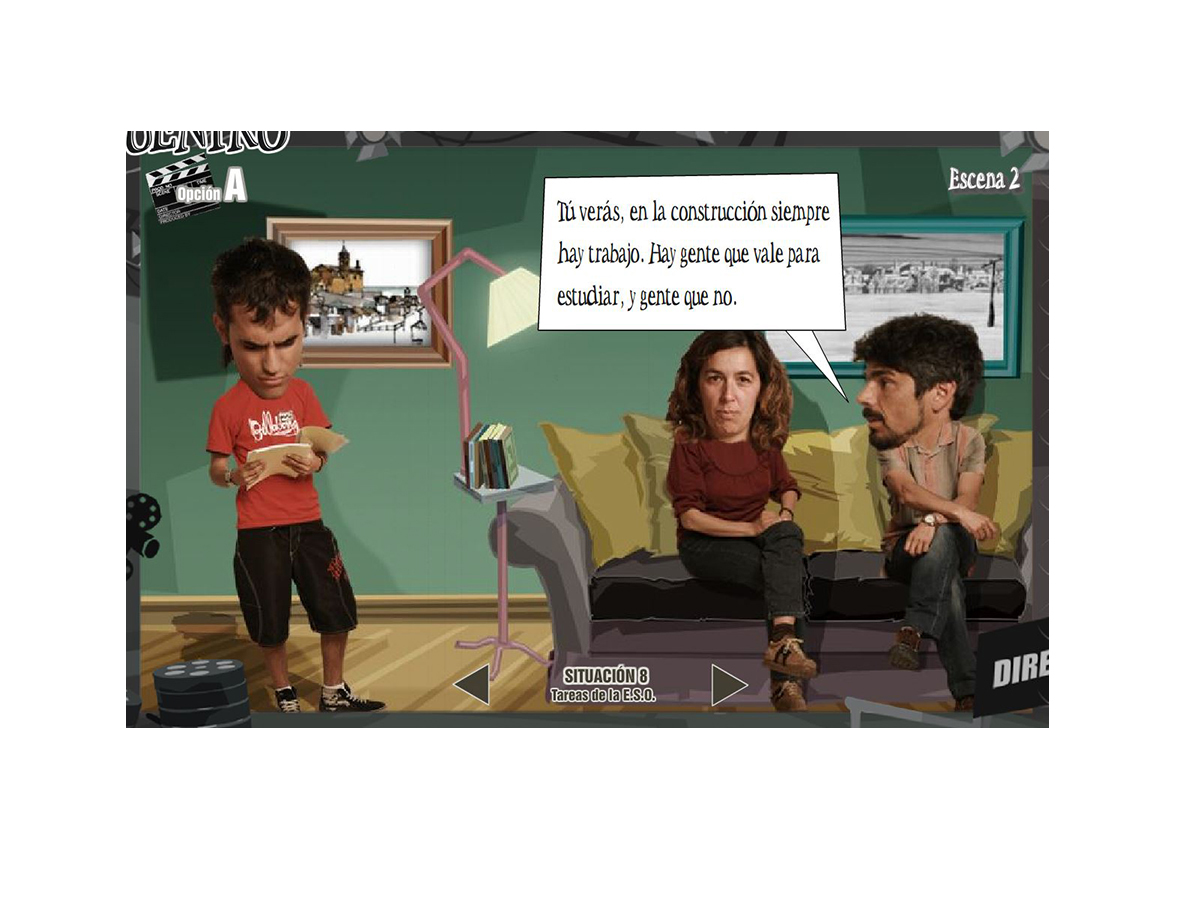 Opción A
Escena 2
Tú verás, en la construcción siempre
hay trabajo. Hay gente que vale para
estudiar, y gente que no.
SITUACIÓN 8
Tareas de la E.S.O.
DIRE